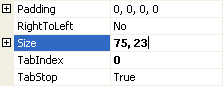 Padding 0, 0, 0, 0
RightToLeft No
Size 75, 23
TabIndex 0
TabStop True